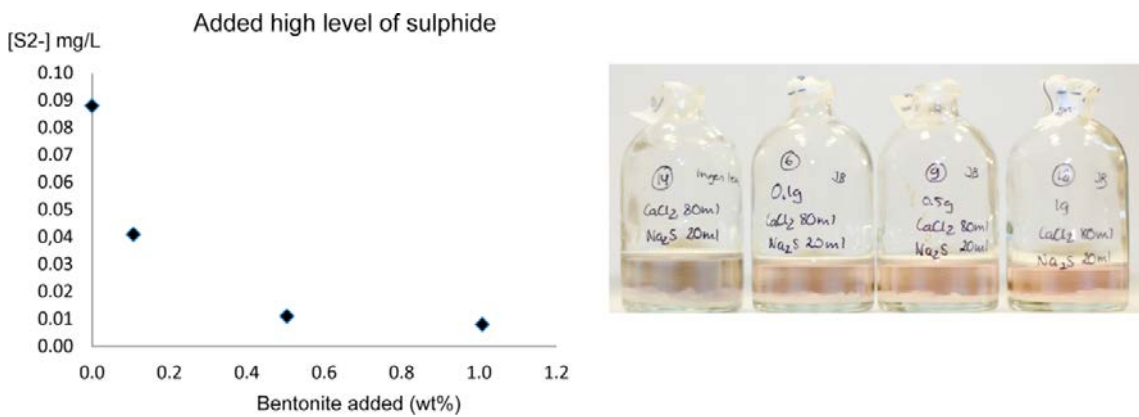 Added high level of sulphide
[S2-] mg/L
0.10
0.09
0.08
0.07
0.06
0.05
0,04
0.03
0.02
0.01
0.00
0.0
0.2
0.4
0.6
0.8
1.0
1.2
Bentonite added (wt%)
14
Ingen
CaCl2 80ml
Na2S 20ml
6
JB
0.1g
CaCl2 80ml
Na2S 20ml
9
JB
0.5g
CaCl2 80ml
Na2S 20ml
JB
1g
CaCl2 80ml
Na2S 20ml